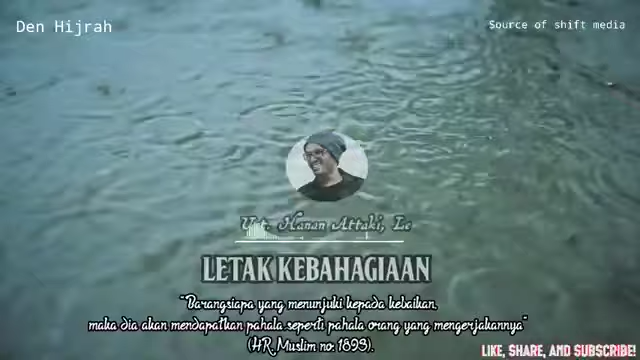 Den Hijrah
Source of shift media
Ust. Hanan Attaki, Lc
LETAK KEBAHAGIAAN
"Barangsiapa yang menunjuki kepada kebaikan,
maka dia akan mendapatkan pahala seperti pahala orang yang mengerjakannya"
(HR. Muslim no. 1893).
LIKE, SHARE, AND SUBSCRIBE!